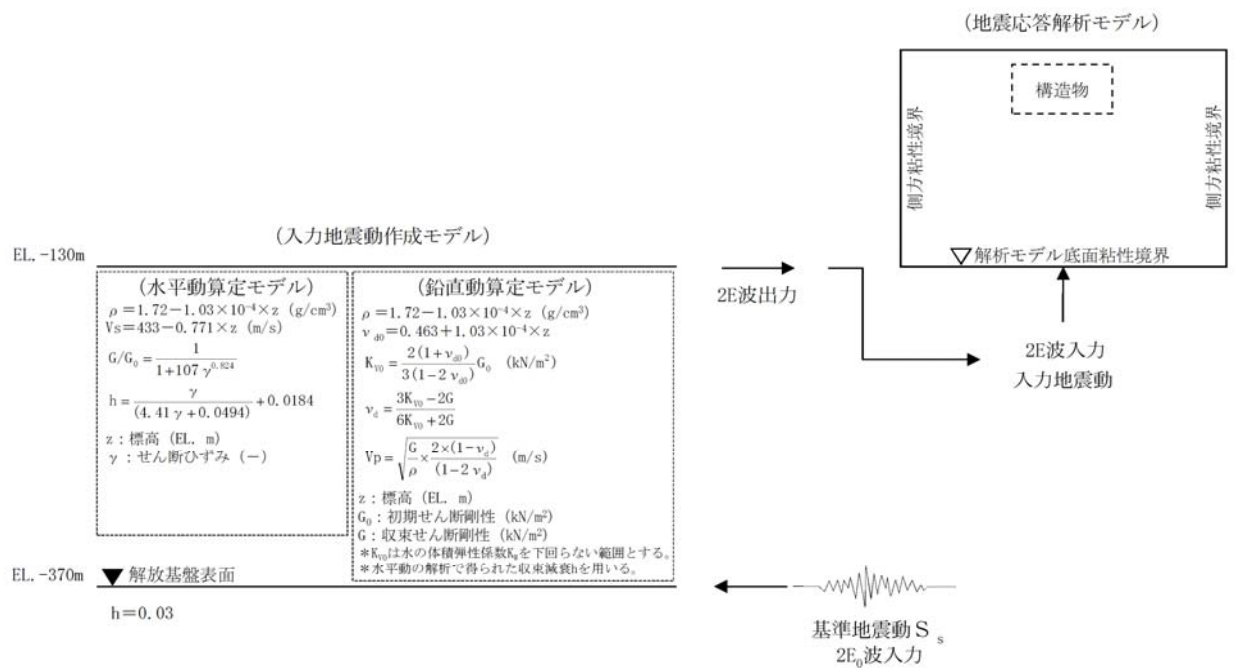 (地震応答解析モデル)
構造物
側方粘性境界
側方粘性境界
▽解析モデル底面粘性境界
(入力地震動作成モデル)
EL.-130m
(水平動算定モデル)
ρ=1.72-1.03×10⁻⁴×z (g/cm³)
Vs=433-0.771×z (m/s)
G/G₀=1/(1+107γ^0.824)
h=γ/(4.41γ+0.0494)+0.0184
z:標高 (EL. m)
γ:せん断ひずみ (-)
(鉛直動算定モデル)
ρ=1.72-1.03×10⁻⁴×z (g/cm³)
ν_d0=0.463+1.03×10⁻⁴×z
K_V0=2(1+ν_d0)/3(1-2ν_d0) G₀ (kN/m²)
ν_d=(3K_V0-2G)/(6K_V0+2G)
Vp=√(G/ρ×2×(1-ν_d)/(1-2ν_d)) (m/s)
z:標高 (EL. m)
G₀:初期せん断剛性 (kN/m²)
G:収束せん断剛性 (kN/m²)
*K_V0は水の体積弾性係数K_Wを下回らない範囲とする。
*水平動の解析で得られた収束減衰hを用いる。
2E波出力
2E波入力
入力地震動
EL.-370m
▼解放基盤表面
h=0.03
基準地震動S_s
2E₀波入力